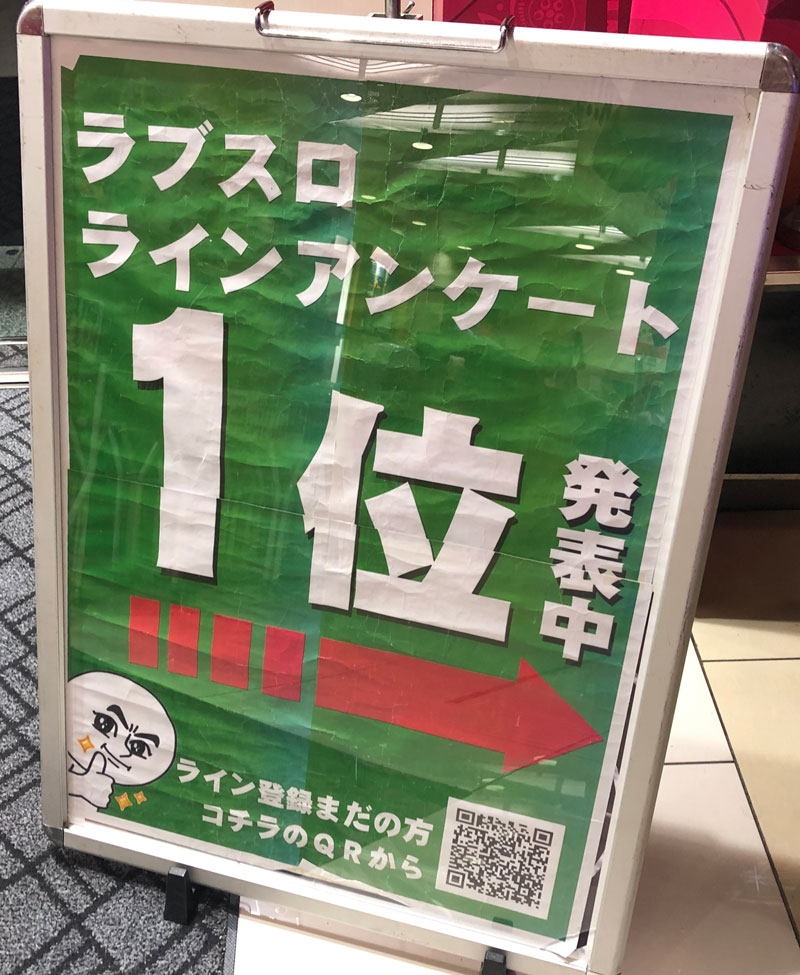 ラブスロ
ラインアンケート
1位
発表中
ライン登録まだの方
コチラのQRから